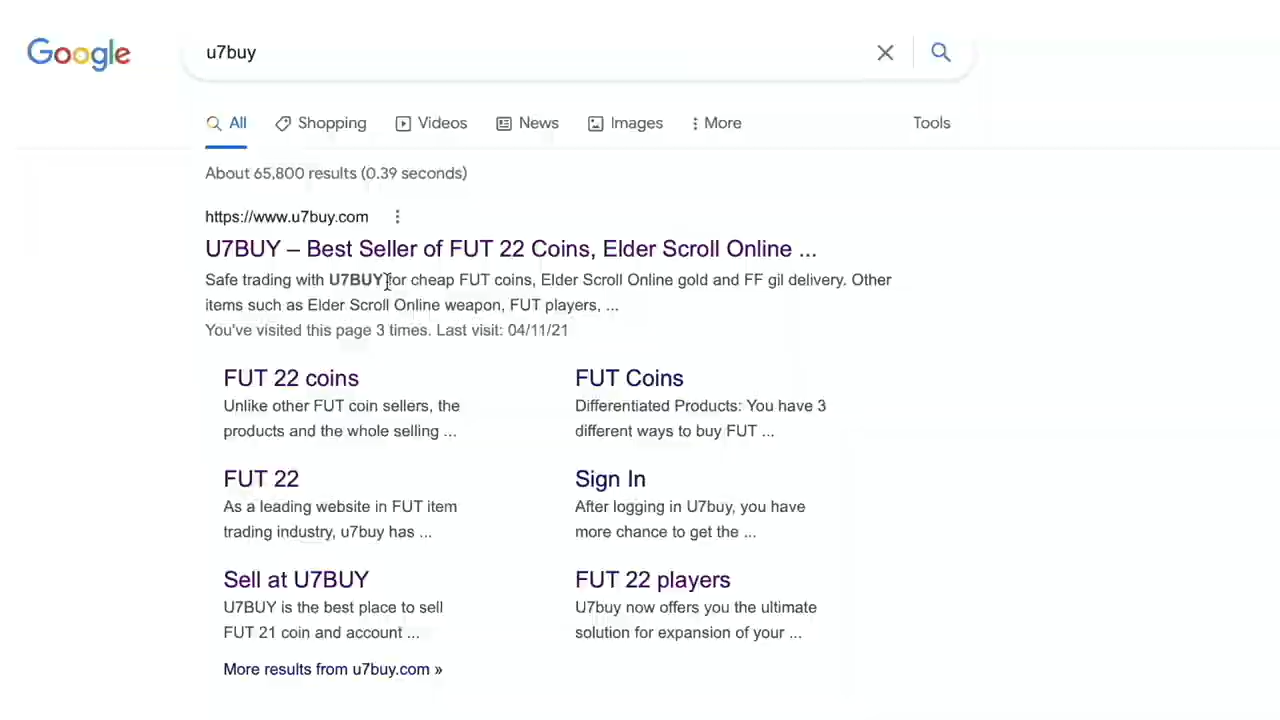 Google
u7buy
All Shopping Videos News Images More Tools
About 65,800 results (0.39 seconds)
https://www.u7buy.com
U7BUY – Best Seller of FUT 22 Coins, Elder Scroll Online ...
Safe trading with U7BUY for cheap FUT coins, Elder Scroll Online gold and FF gil delivery. Other
items such as Elder Scroll Online weapon, FUT players, ...
You've visited this page 3 times. Last visit: 04/11/21
FUT 22 coins
Unlike other FUT coin sellers, the
products and the whole selling ...
FUT Coins
Differentiated Products: You have 3
different ways to buy FUT ...
FUT 22
As a leading website in FUT item
trading industry, u7buy has ...
Sign In
After logging in U7buy, you have
more chance to get the ...
Sell at U7BUY
U7BUY is the best place to sell
FUT 21 coin and account ...
FUT 22 players
U7buy now offers you the ultimate
solution for expansion of your ...
More results from u7buy.com »